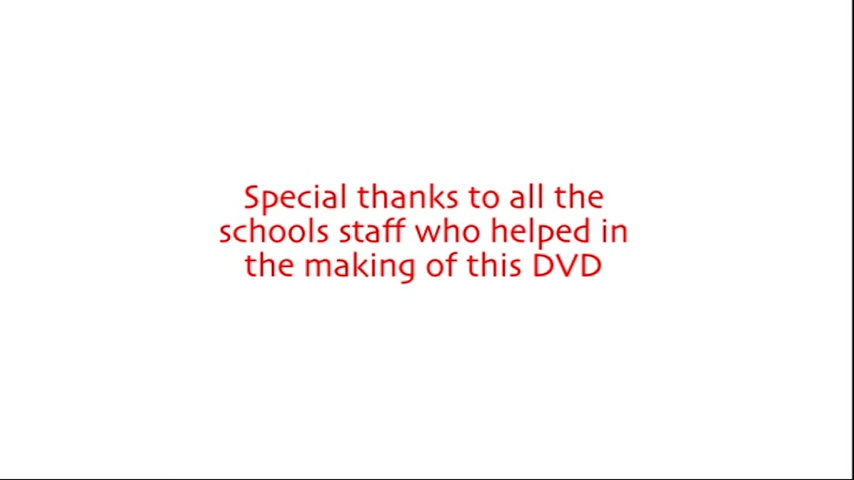 Special thanks to all the
schools staff who helped in
the making of this DVD